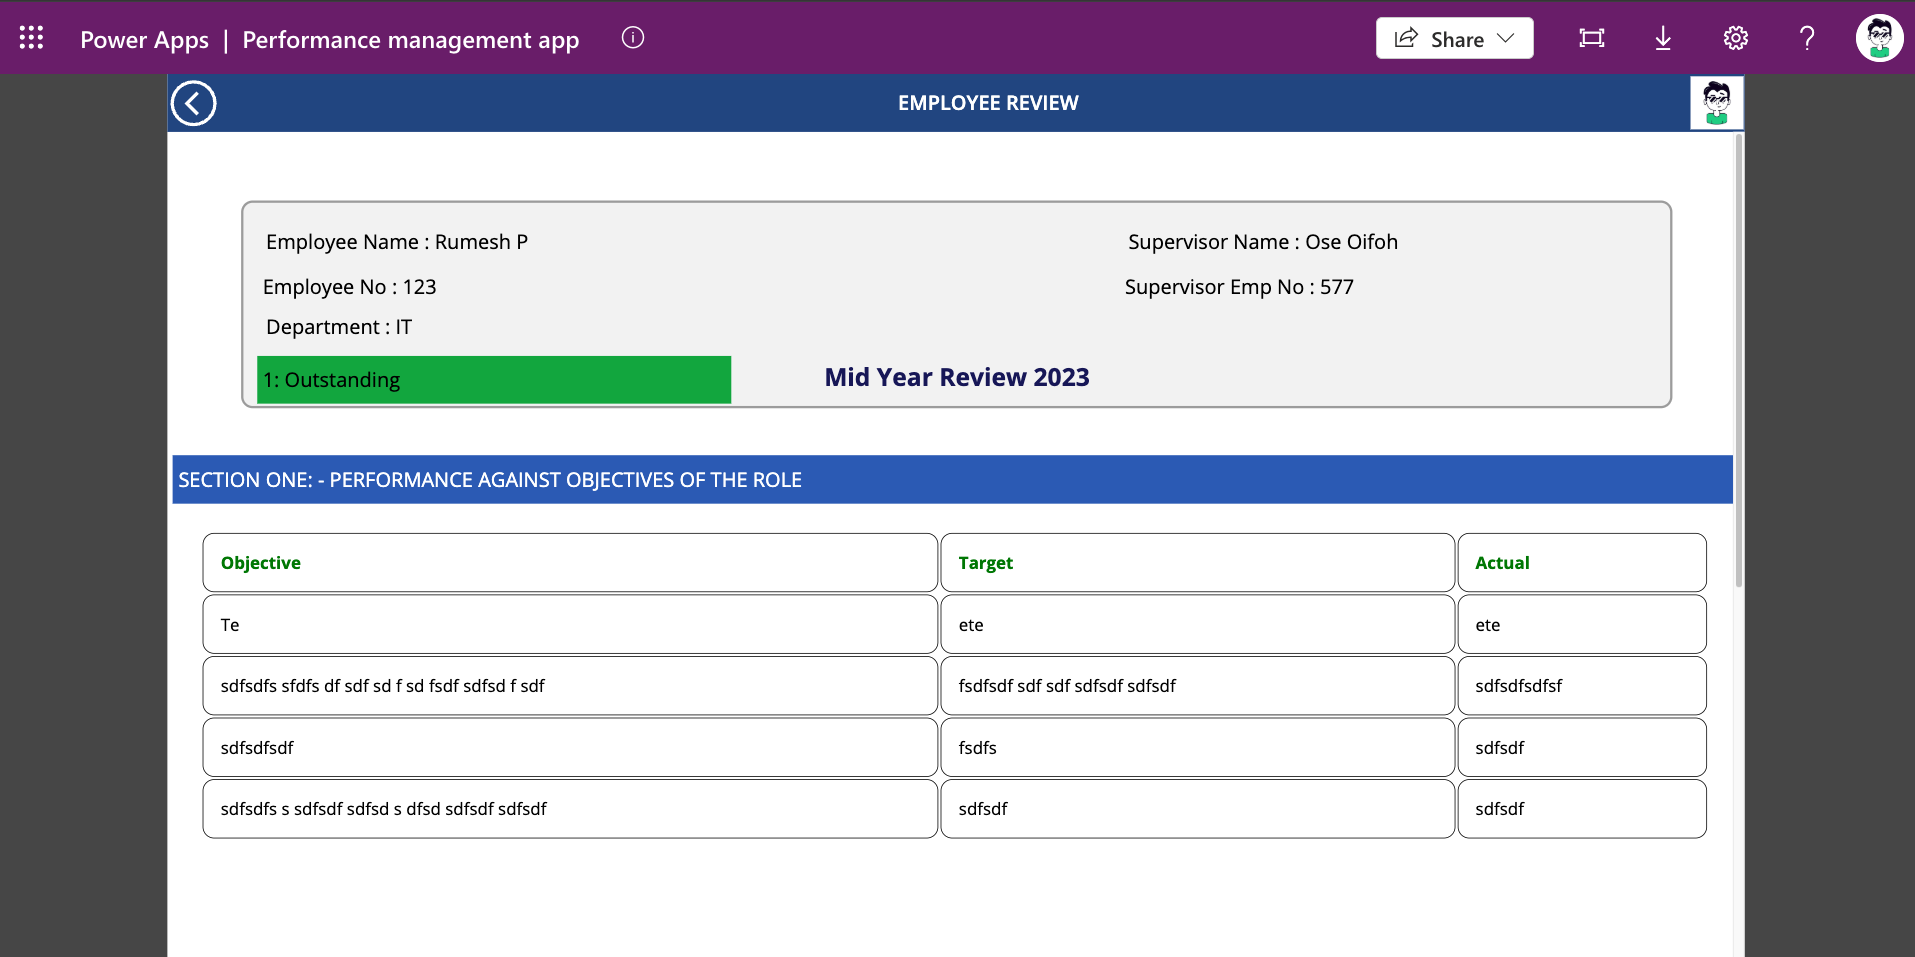 Power Apps | Performance management app
Share
EMPLOYEE REVIEW
Employee Name : Rumesh P
Supervisor Name : Ose Oifoh
Employee No : 123
Supervisor Emp No : 577
Department : IT
1: Outstanding
Mid Year Review 2023
SECTION ONE: - PERFORMANCE AGAINST OBJECTIVES OF THE ROLE
Objective Target Actual
Te ete ete
sdfsdfs sfdfs df sdf sd f sd fsdf sdfsd f sdf fsdfsdf sdf sdf sdfsdf sdfsdf sdfsdfsdfsf
sdfsdfsdf fsdfs sdfsdf
sdfsdfs s sdfsdf sdfsd s dfsd sdfsdf sdfsdf sdfsdf sdfsdf